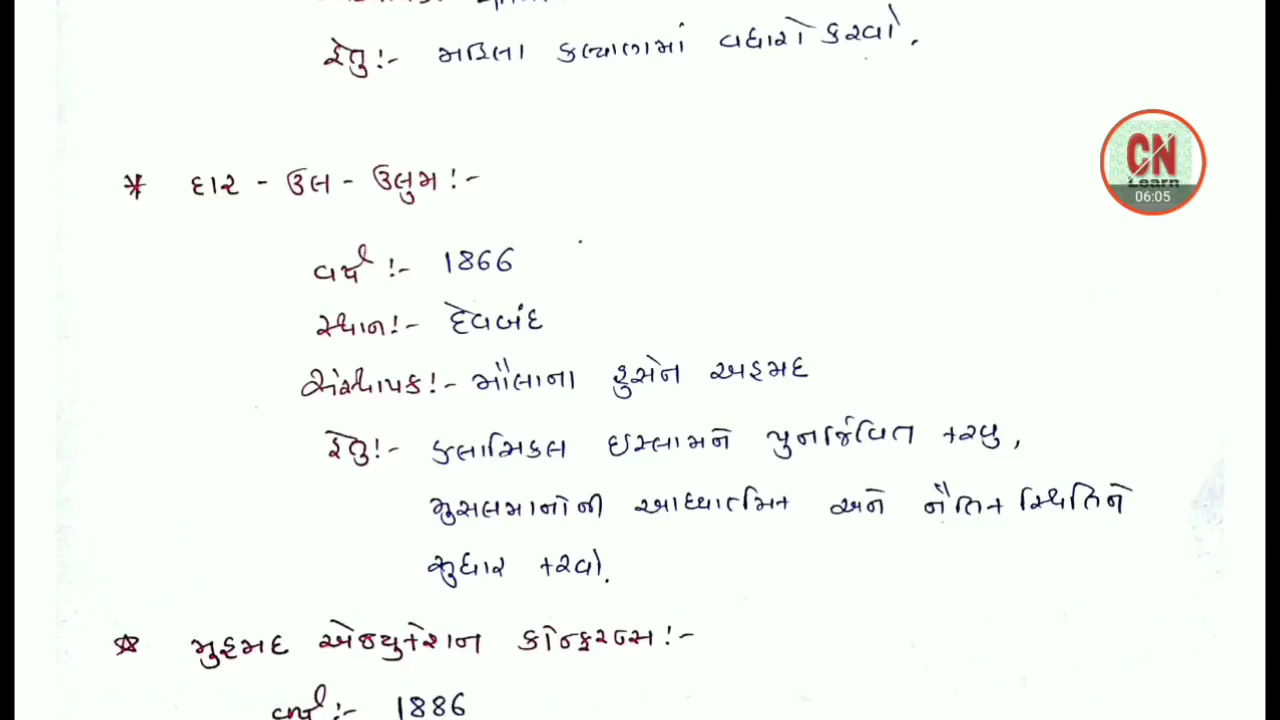 હેતુ:- મહિલા કલ્યાણમાં વધારો કરવો.
* દાર - ઉલ - ઉલુમ :-
CN
Learn
06:05
વર્ષ :- 1866
સ્થાન :- દેવબંદ
સંસ્થાપક :- મૌલાના હુસેન અહમદ
હેતુ :- કલાસિકલ ઇસ્લામને પુનર્જીવિત કરવુ,
મુસલમાનોની આધ્યાત્મિક અને નૈતિક સ્થિતિને
સુધાર કરવો.
☆ મુહમદ એજ્યુકેશન કોન્ફરન્સ :-
વર્ષ :- 1886